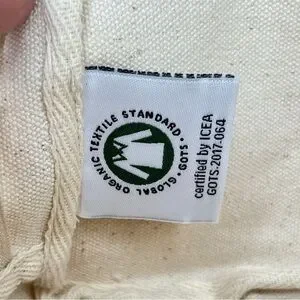 GLOBAL ORGANIC TEXTILE STANDARD • GOTS •
certified by ICEA
GOTS-2017-064